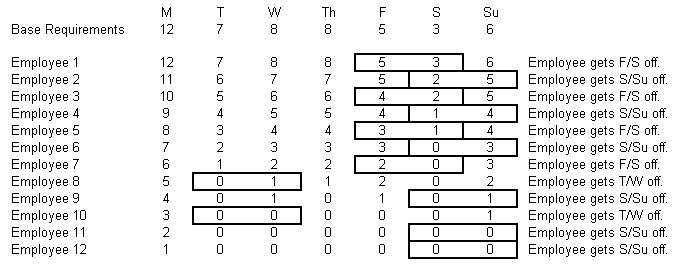 M T W Th F S Su
Base Requirements 12 7 8 8 5 3 6
Employee 1 12 7 8 8 5 3 6 Employee gets F/S off.
Employee 2 11 6 7 7 5 2 5 Employee gets S/Su off.
Employee 3 10 5 6 6 4 2 5 Employee gets F/S off.
Employee 4 9 4 5 5 4 1 4 Employee gets S/Su off.
Employee 5 8 3 4 4 3 1 4 Employee gets F/S off.
Employee 6 7 2 3 3 3 0 3 Employee gets S/Su off.
Employee 7 6 1 2 2 2 0 3 Employee gets F/S off.
Employee 8 5 0 1 1 2 0 2 Employee gets T/W off.
Employee 9 4 0 1 0 1 0 1 Employee gets S/Su off.
Employee 10 3 0 0 0 0 0 1 Employee gets T/W off.
Employee 11 2 0 0 0 0 0 0 Employee gets S/Su off.
Employee 12 1 0 0 0 0 0 0 Employee gets S/Su off.